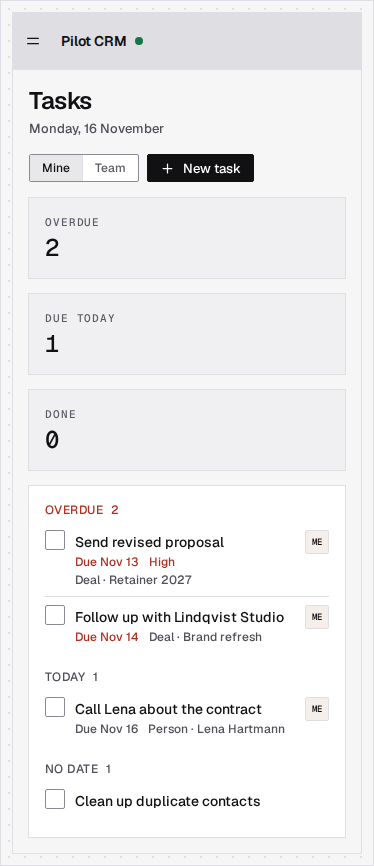 Pilot CRM
Tasks
Monday, 16 November
Mine Team + New task
OVERDUE
2
DUE TODAY
1
DONE
0
OVERDUE 2
Send revised proposal ME
Due Nov 13 High
Deal · Retainer 2027
Follow up with Lindqvist Studio ME
Due Nov 14 Deal · Brand refresh
TODAY 1
Call Lena about the contract ME
Due Nov 16 Person · Lena Hartmann
NO DATE 1
Clean up duplicate contacts